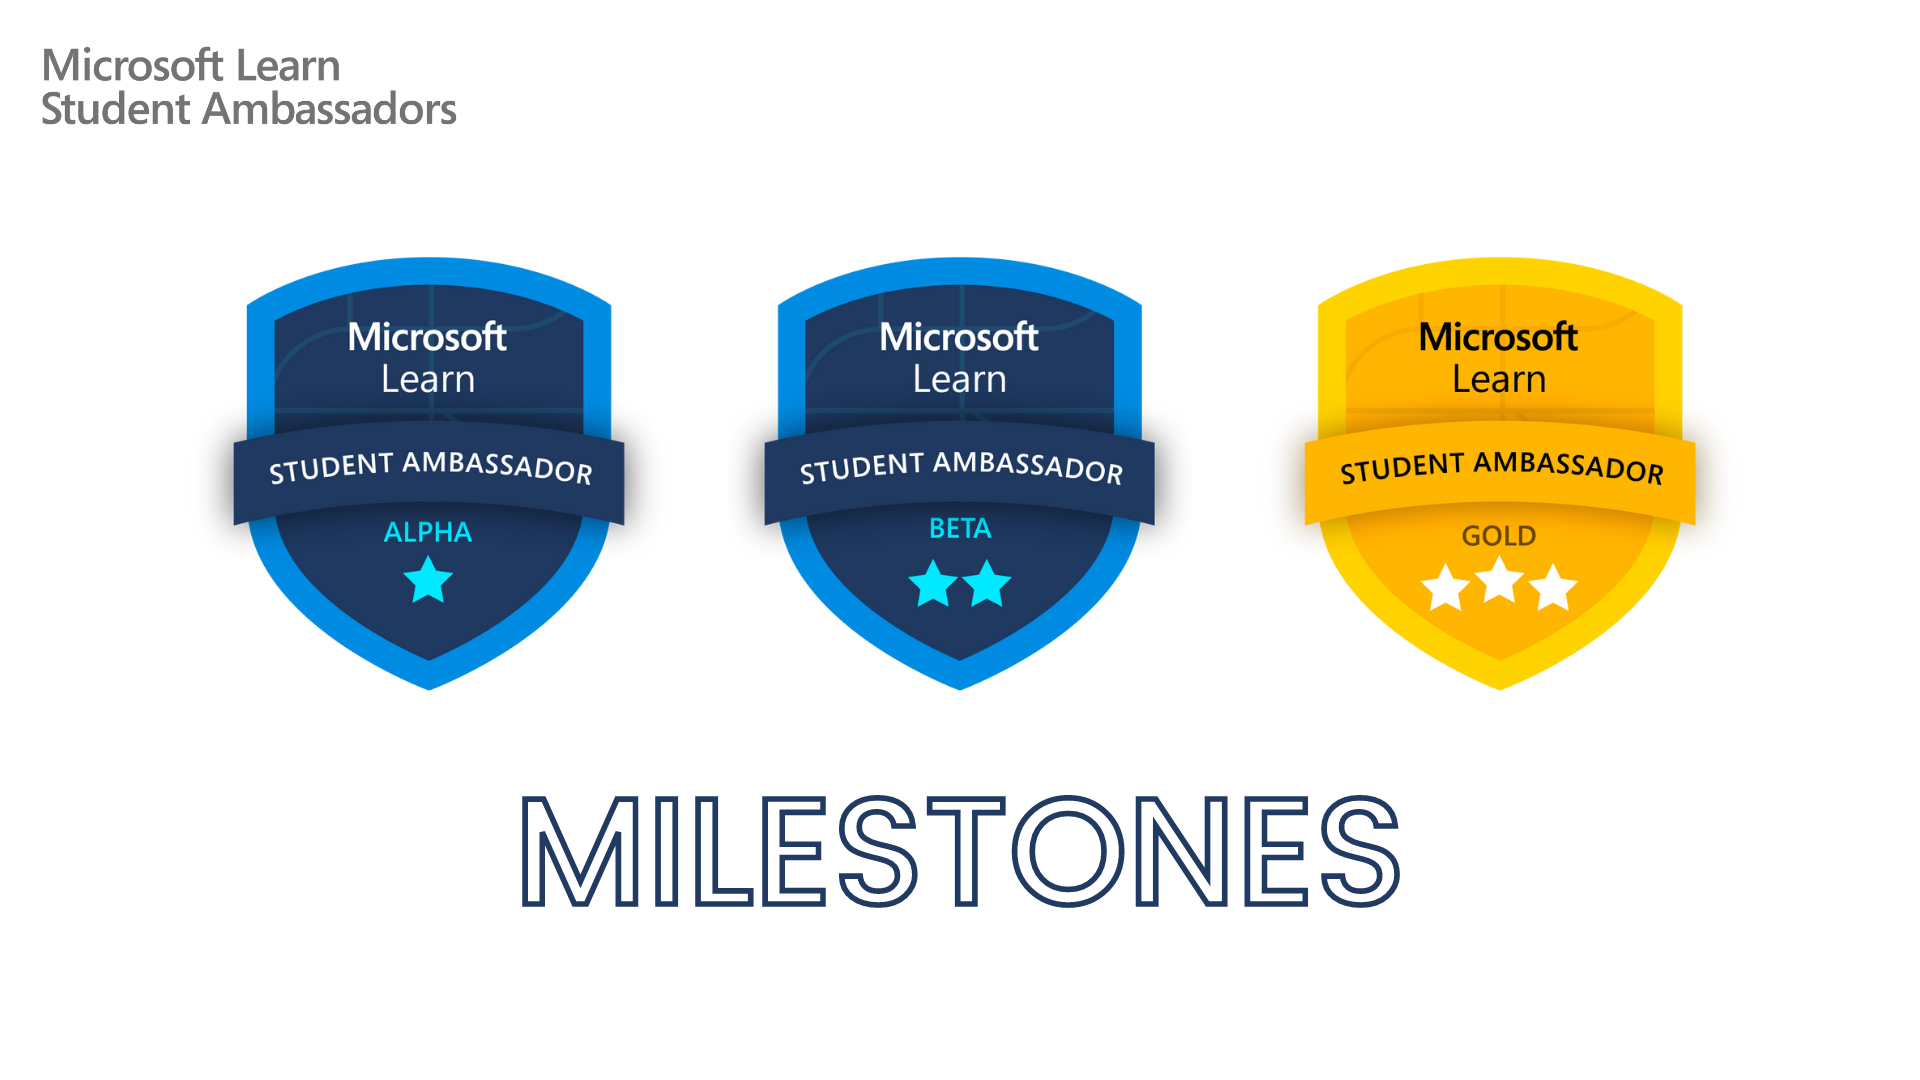 Microsoft Learn
Student Ambassadors
Microsoft
Learn
STUDENT AMBASSADOR
ALPHA
Microsoft
Learn
STUDENT AMBASSADOR
BETA
Microsoft
Learn
STUDENT AMBASSADOR
GOLD
MILESTONES